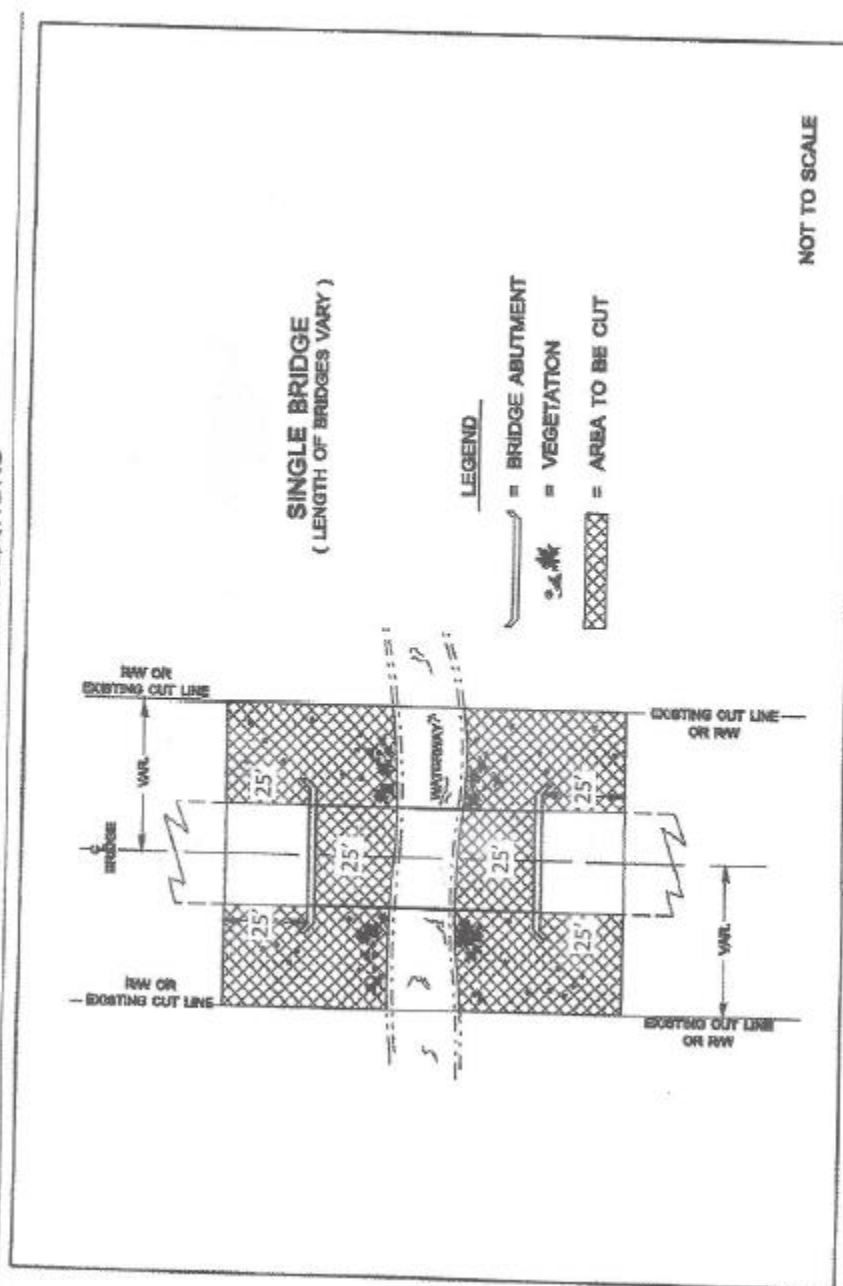 SINGLE BRIDGE
( LENGTH OF BRIDGES VARY )
LEGEND
= BRIDGE ABUTMENT
= VEGETATION
= AREA TO BE CUT
NOT TO SCALE
R/W OR
EXISTING CUT LINE
VAR.
℄
BRIDGE
R/W OR
EXISTING CUT LINE
25'
25'
25'
WATERWAY
25'
25'
25'
EXISTING CUT LINE
OR R/W
VAR.
EXISTING CUT LINE
OR R/W